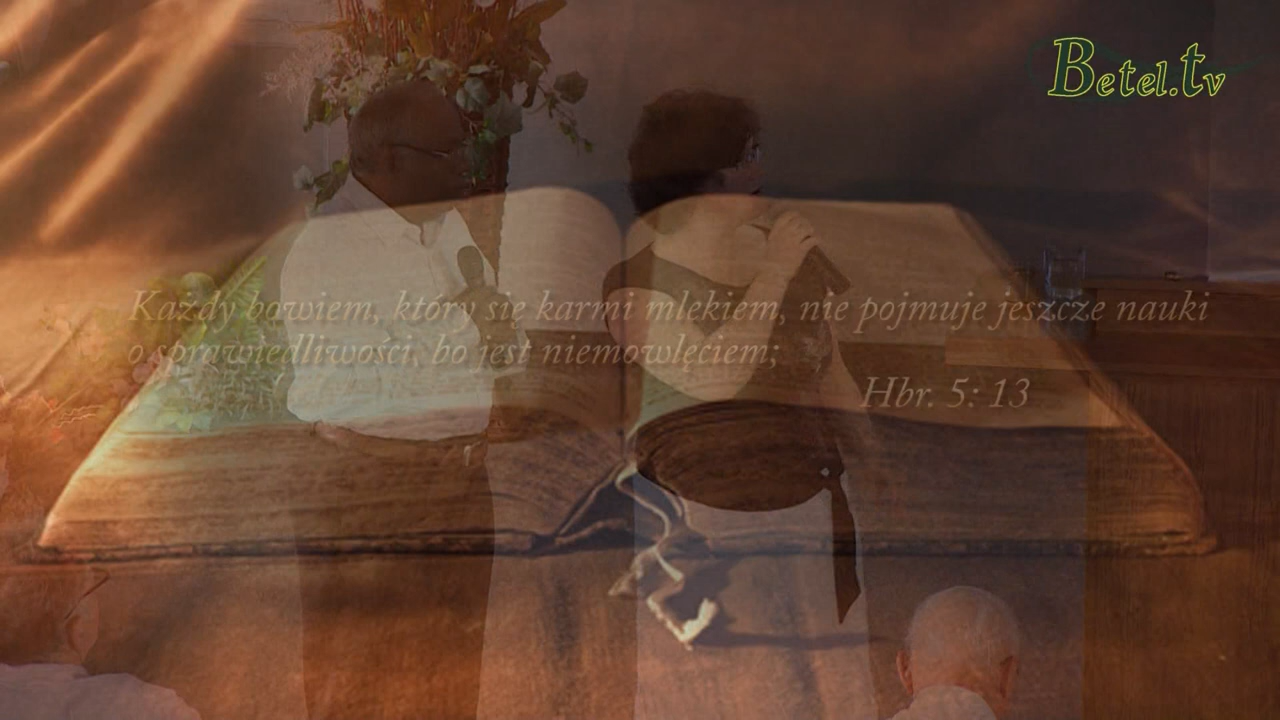 Betel.tv
Każdy bowiem, który się karmi mlekiem, nie pojmuje jeszcze nauki
o sprawiedliwości, bo jest niemowlęciem;
Hbr. 5: 13